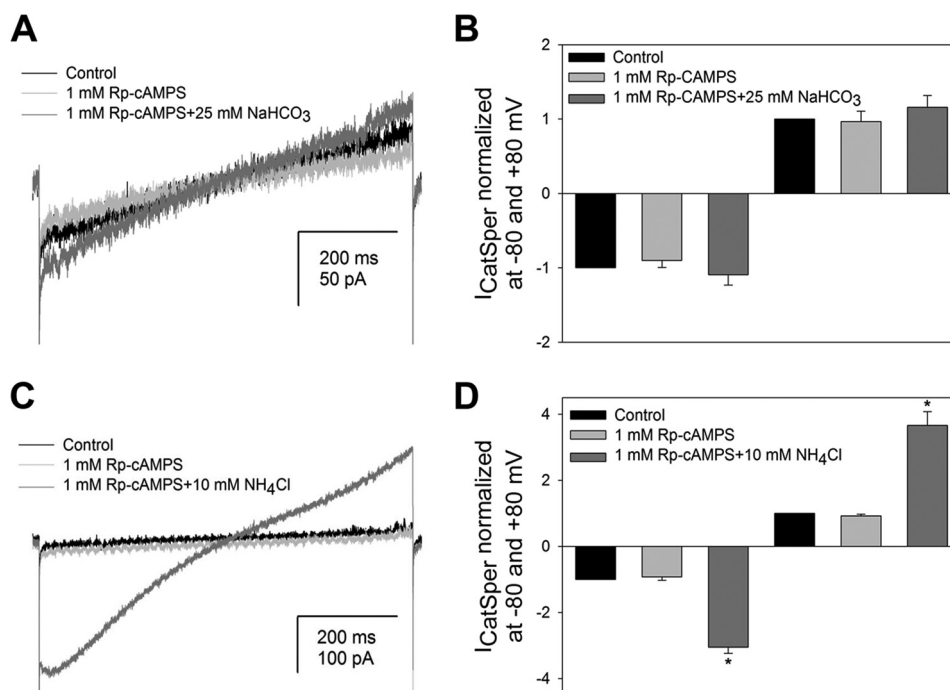 A
Control
1 mM Rp-cAMPS
1 mM Rp-cAMPS+25 mM NaHCO3
200 ms
50 pA
B
ICatSper normalized
at -80 and +80 mV
2
1
0
-1
-2
Control
1 mM Rp-CAMPS
1 mM Rp-CAMPS+25 mM NaHCO3
C
Control
1 mM Rp-cAMPS
1 mM Rp-cAMPS+10 mM NH4Cl
200 ms
100 pA
D
ICatSper normalized
at -80 and +80 mV
4
2
0
-2
-4
Control
1 mM Rp-cAMPS
1 mM Rp-cAMPS+10 mM NH4Cl
*
*